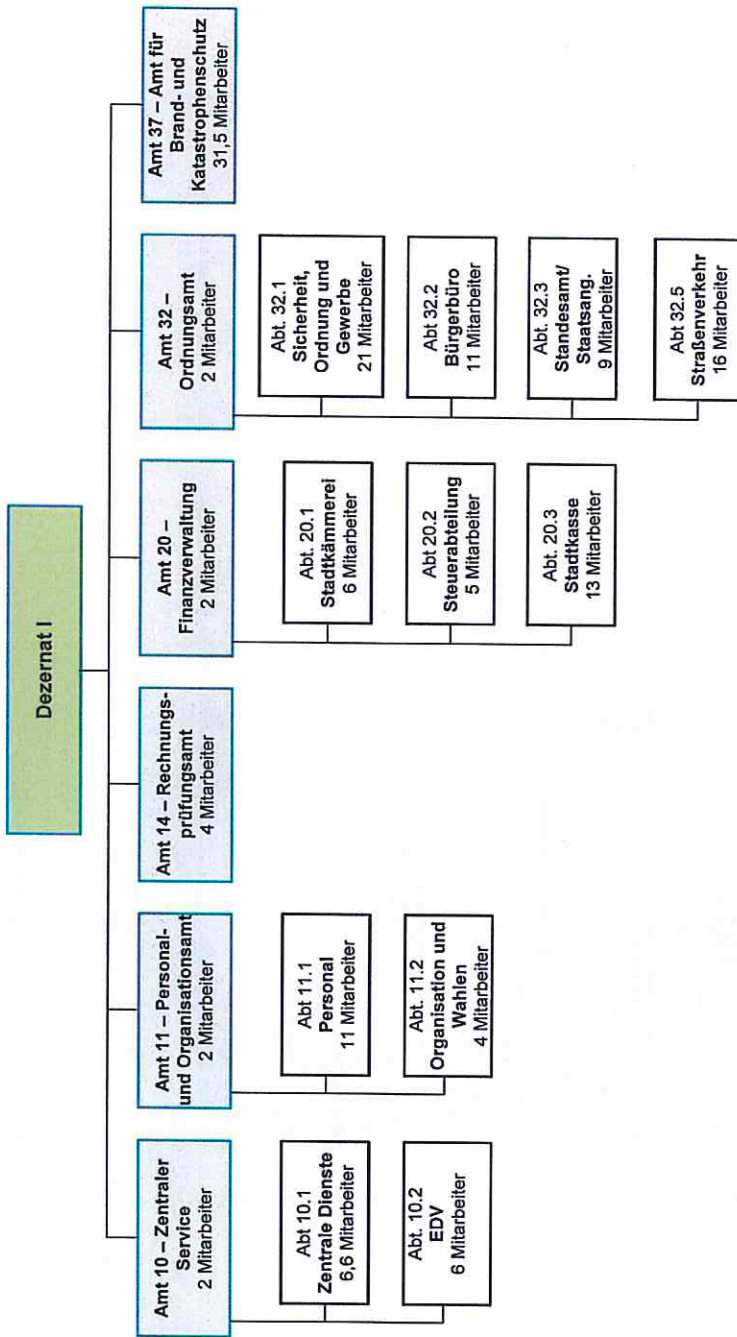 Dezernat I
Amt 10 – Zentraler
Service
2 Mitarbeiter
Abt 10.1
Zentrale Dienste
6,6 Mitarbeiter
Abt. 10.2
EDV
6 Mitarbeiter
Amt 11 – Personal-
und Organisationsamt
2 Mitarbeiter
Abt 11.1
Personal
11 Mitarbeiter
Abt. 11.2
Organisation und
Wahlen
4 Mitarbeiter
Amt 14 – Rechnungs-
prüfungsamt
4 Mitarbeiter
Amt 20 –
Finanzverwaltung
2 Mitarbeiter
Abt. 20.1
Stadtkämmerei
6 Mitarbeiter
Abt. 20.2
Steuerabteilung
5 Mitarbeiter
Abt. 20.3
Stadtkasse
13 Mitarbeiter
Amt 32 –
Ordnungsamt
2 Mitarbeiter
Abt. 32.1
Sicherheit,
Ordnung und
Gewerbe
21 Mitarbeiter
Abt 32.2
Bürgerbüro
11 Mitarbeiter
Abt. 32.3
Standesamt/
Staatsang.
9 Mitarbeiter
Abt 32.5
Straßenverkehr
16 Mitarbeiter
Amt 37 – Amt für
Brand- und
Katastrophenschutz
31,5 Mitarbeiter